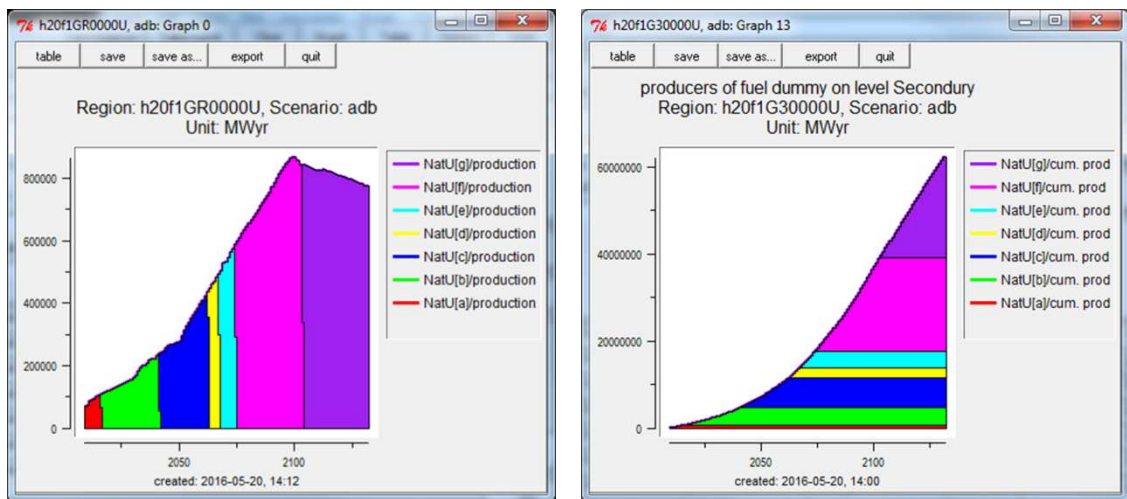 h20f1GR0000U, adb: Graph 0
table save save as... export quit
Region: h20f1GR0000U, Scenario: adb
Unit: MWyr
800000
600000
400000
200000
0
2050 2100
created: 2016-05-20, 14:12
NatU[g]/production
NatU[f]/production
NatU[e]/production
NatU[d]/production
NatU[c]/production
NatU[b]/production
NatU[a]/production
h20f1G30000U, adb: Graph 13
table save save as... export quit
producers of fuel dummy on level Secondury
Region: h20f1G30000U, Scenario: adb
Unit: MWyr
60000000
40000000
20000000
0
2050 2100
created: 2016-05-20, 14:00
NatU[g]/cum. prod
NatU[f]/cum. prod
NatU[e]/cum. prod
NatU[d]/cum. prod
NatU[c]/cum. prod
NatU[b]/cum. prod
NatU[a]/cum. prod